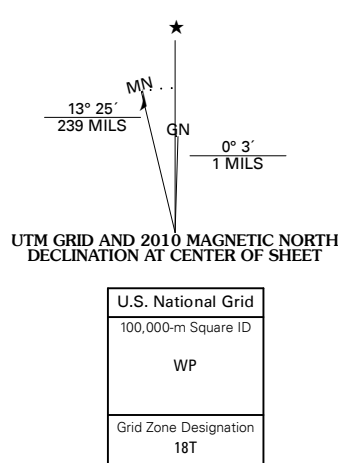 ★
MN
GN
13° 25´
239 MILS
0° 3´
1 MILS
UTM GRID AND 2010 MAGNETIC NORTH
DECLINATION AT CENTER OF SHEET
U.S. National Grid
100,000-m Square ID
WP
Grid Zone Designation
18T